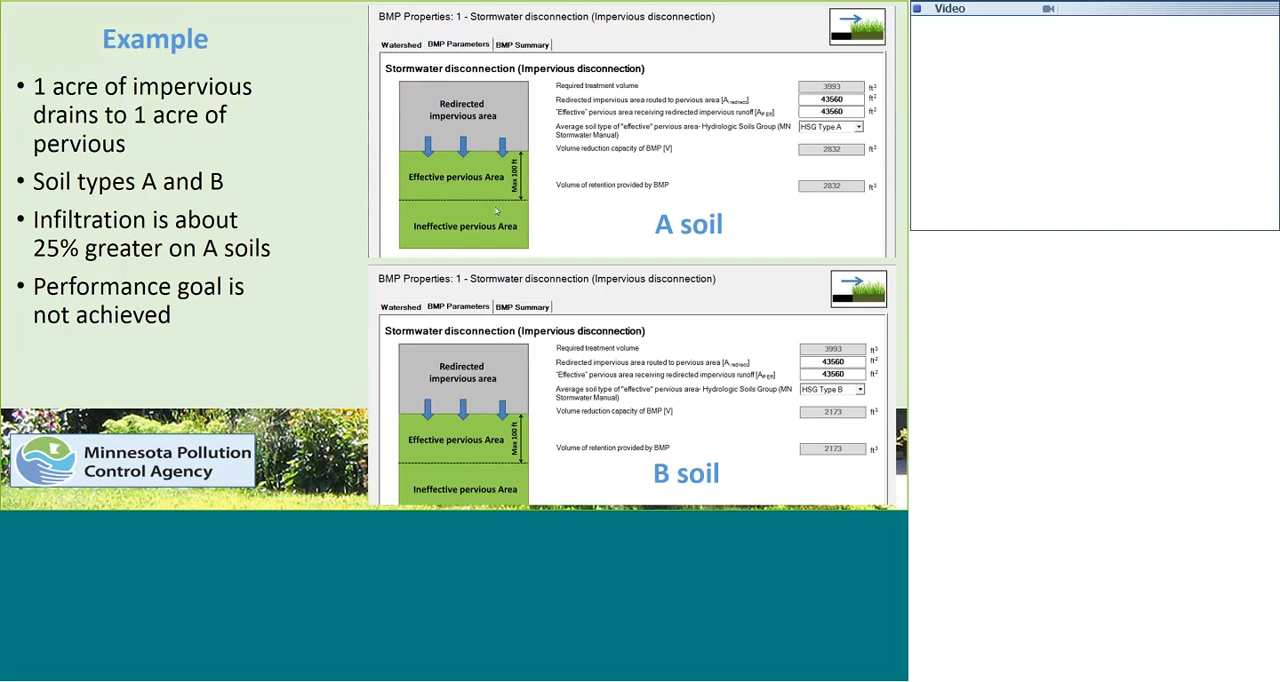 Example
• 1 acre of impervious
drains to 1 acre of
pervious
• Soil types A and B
• Infiltration is about
25% greater on A soils
• Performance goal is
not achieved
Minnesota Pollution
Control Agency
BMP Properties: 1 - Stormwater disconnection (Impervious disconnection)
Watershed BMP Parameters BMP Summary
Stormwater disconnection (Impervious disconnection)
Redirected
impervious area
Effective pervious Area
Max 100 ft
Ineffective pervious Area
Required treatment volume 3993 ft³
Redirected impervious area routed to pervious area [A redirect] 43560 ft²
"Effective" pervious area receiving redirected impervious runoff [AP Eff] 43560 ft²
Average soil type of "effective" pervious area- Hydrologic Soils Group (MN HSG Type A
Stormwater Manual)
Volume reduction capacity of BMP [V] 2832 ft³
Volume of retention provided by BMP 2832 ft³
A soil
BMP Properties: 1 - Stormwater disconnection (Impervious disconnection)
Watershed BMP Parameters BMP Summary
Stormwater disconnection (Impervious disconnection)
Redirected
impervious area
Effective pervious Area
Max 100 ft
Ineffective pervious Area
Required treatment volume 3993 ft³
Redirected impervious area routed to pervious area [A redirect] 43560 ft²
"Effective" pervious area receiving redirected impervious runoff [AP Eff] 43560 ft²
Average soil type of "effective" pervious area- Hydrologic Soils Group (MN HSG Type B
Stormwater Manual)
Volume reduction capacity of BMP [V] 2173 ft³
Volume of retention provided by BMP 2173 ft³
B soil
Video